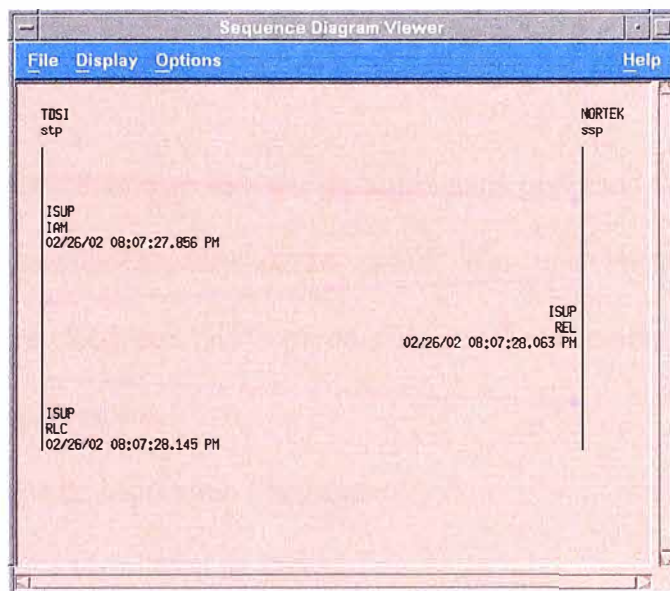 Sequence Diagram Viewer
File Display Options Help
TDSI
stp
NORTEK
ssp
ISUP
IAM
02/26/02 08:07:27.856 PM
ISUP
REL
02/26/02 08:07:28.063 PM
ISUP
RLC
02/26/02 08:07:28.145 PM